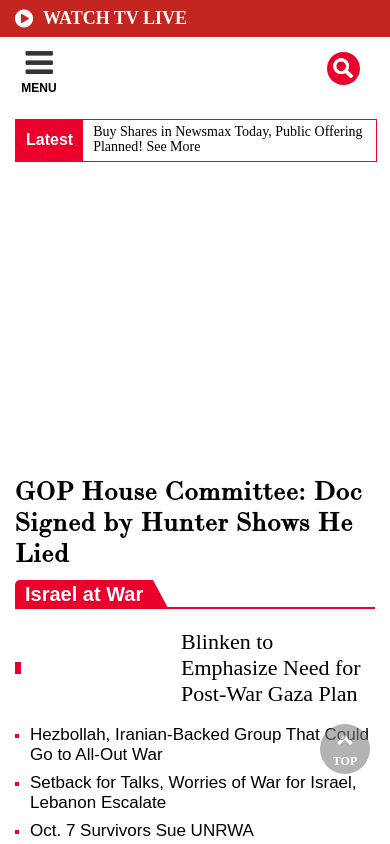 WATCH TV LIVE
MENU
Latest
Buy Shares in Newsmax Today, Public Offering
Planned! See More
GOP House Committee: Doc
Signed by Hunter Shows He
Lied
Israel at War
Blinken to
Emphasize Need for
Post-War Gaza Plan
Hezbollah, Iranian-Backed Group That Could
Go to All-Out War
TOP
Setback for Talks, Worries of War for Israel,
Lebanon Escalate
Oct. 7 Survivors Sue UNRWA